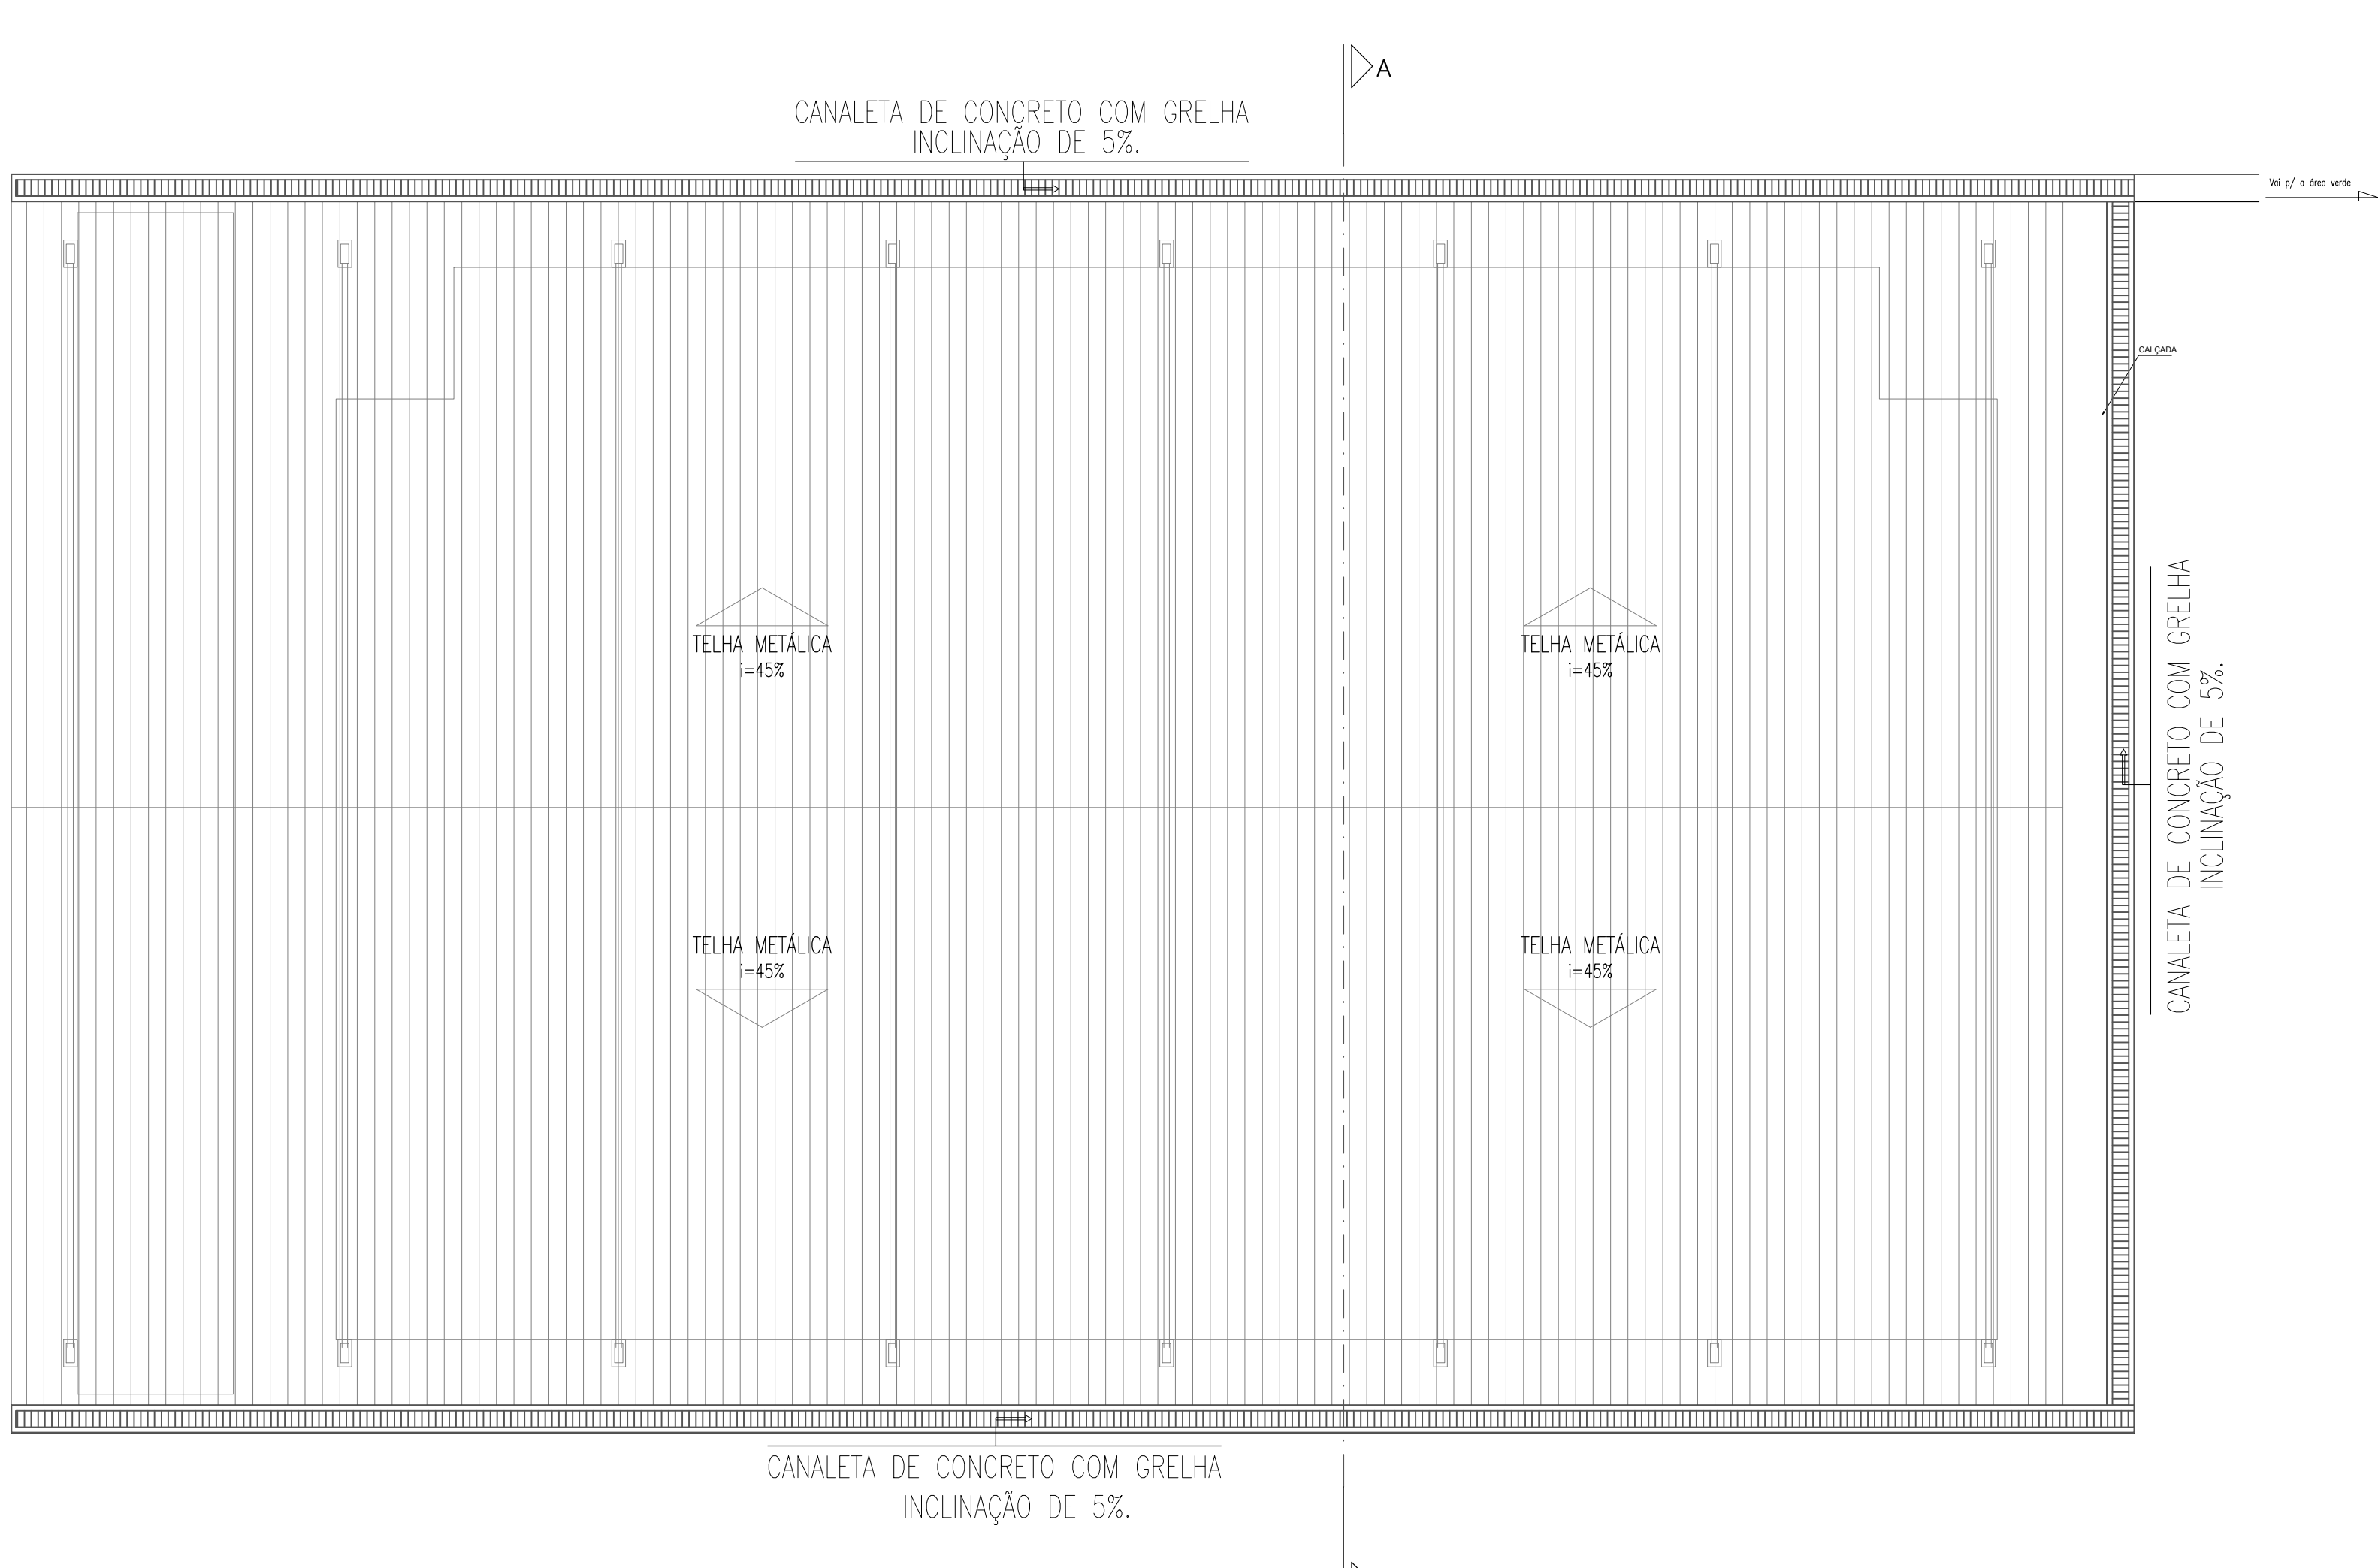 A
CANALETA DE CONCRETO COM GRELHA
INCLINAÇÃO DE 5%.
Vai p/ a área verde
CALÇADA
TELHA METÁLICA
i=45%
TELHA METÁLICA
i=45%
CANALETA DE CONCRETO COM GRELHA
INCLINAÇÃO DE 5%.
TELHA METÁLICA
i=45%
TELHA METÁLICA
i=45%
CANALETA DE CONCRETO COM GRELHA
INCLINAÇÃO DE 5%.